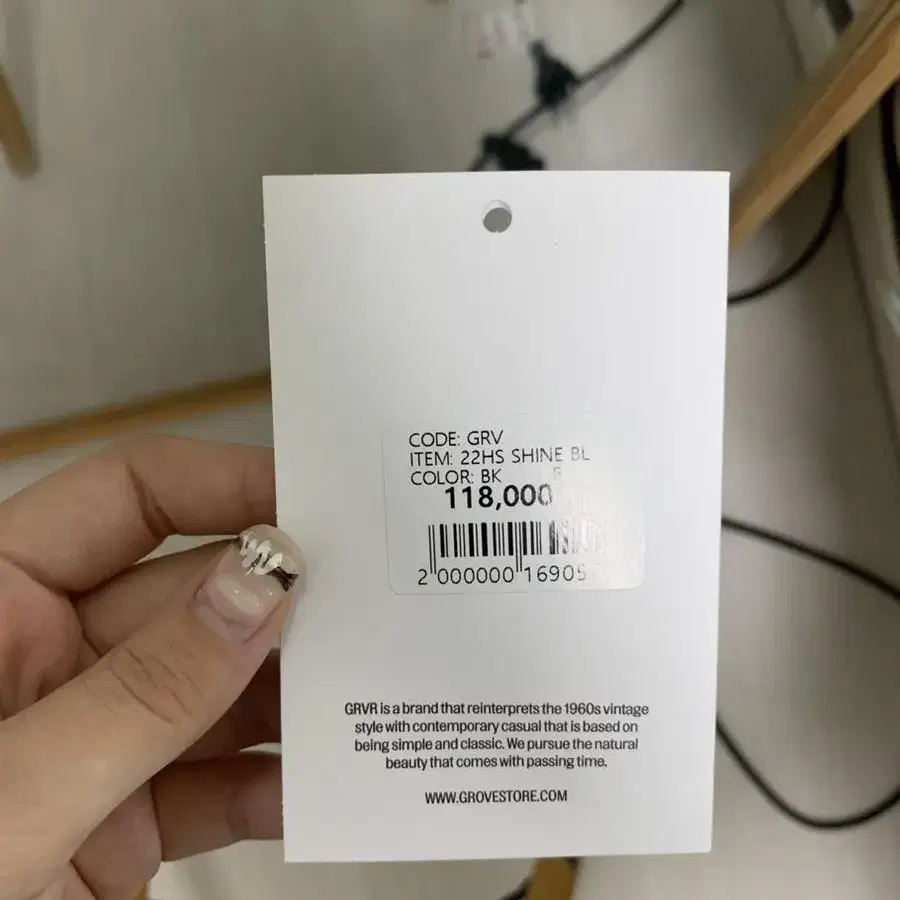 CODE: GRV
ITEM: 22HS SHINE BL
COLOR: BK
118,000
2 000000 16905
GRVR is a brand that reinterprets the 1960s vintage
style with contemporary casual that is based on
being simple and classic. We pursue the natural
beauty that comes with passing time.
WWW.GROVESTORE.COM